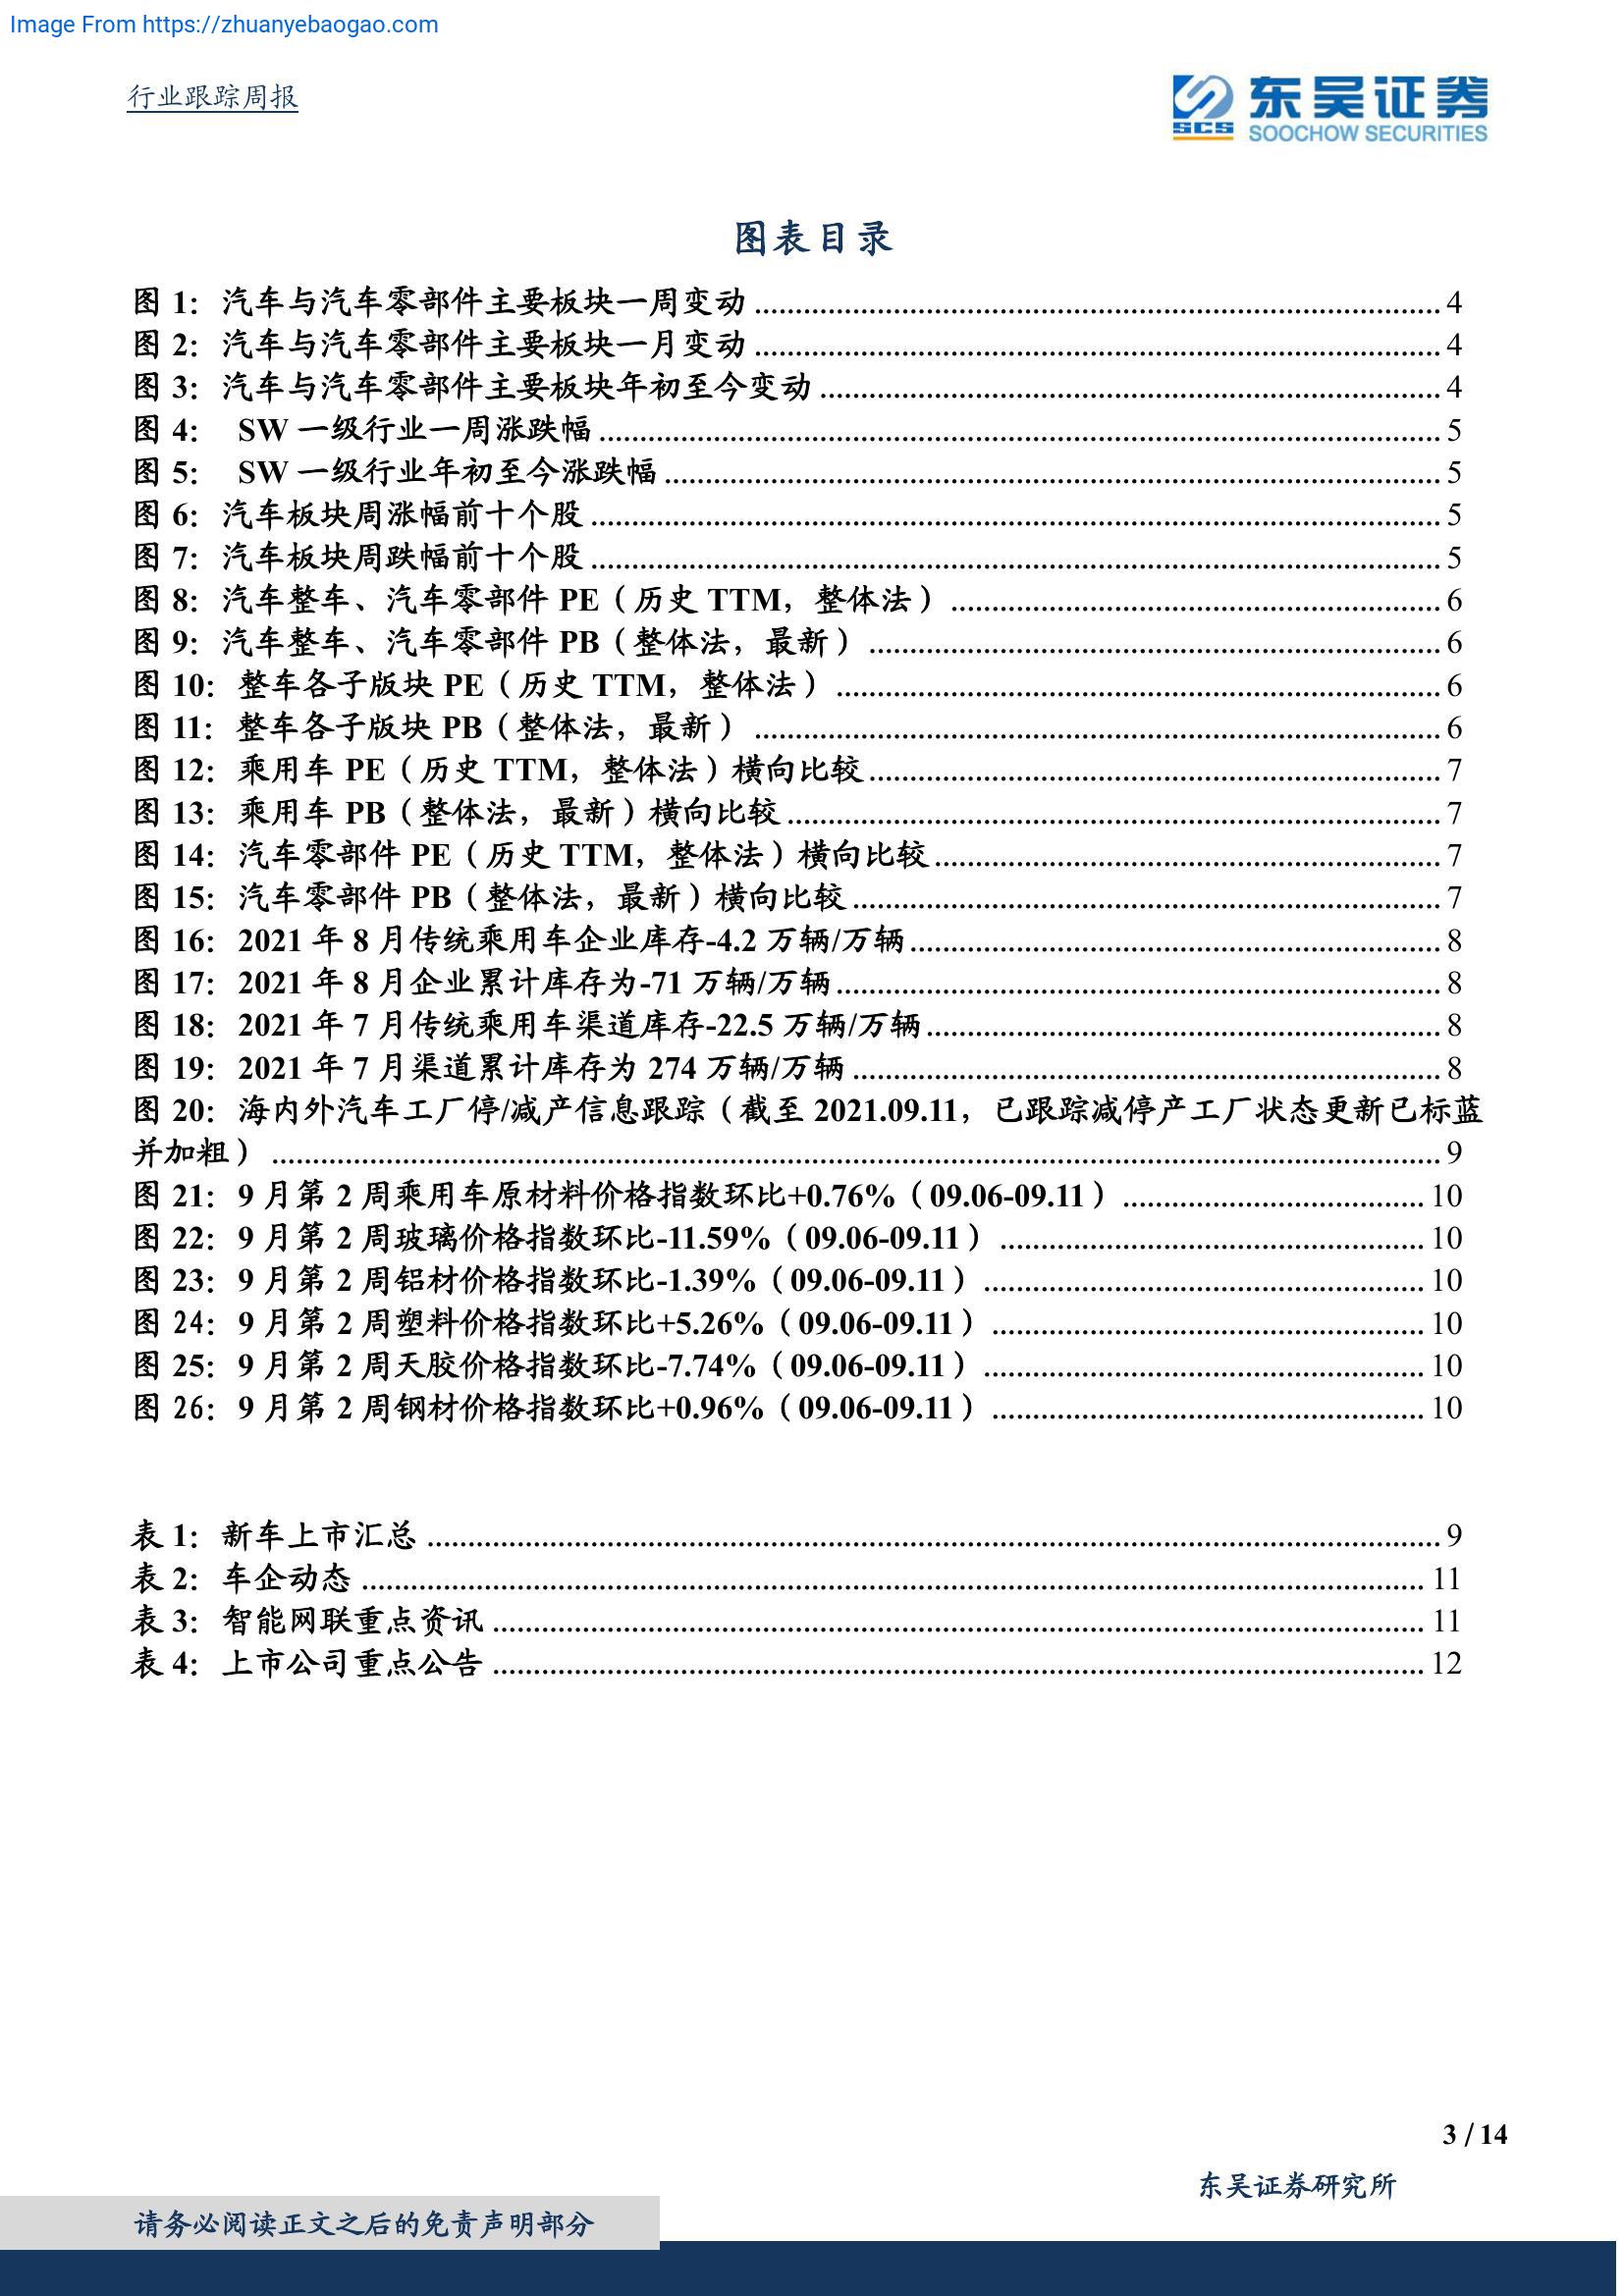 Image From https://zhuanyebaogao.com
行业跟踪周报
SCS
东吴证券
SOOCHOW SECURITIES
图表目录
图 1：汽车与汽车零部件主要板块一周变动 4
图 2：汽车与汽车零部件主要板块一月变动 4
图 3：汽车与汽车零部件主要板块年初至今变动 4
图 4： SW 一级行业一周涨跌幅 5
图 5： SW 一级行业年初至今涨跌幅 5
图 6：汽车板块周涨幅前十个股 5
图 7：汽车板块周跌幅前十个股 5
图 8：汽车整车、汽车零部件 PE（历史 TTM，整体法） 6
图 9：汽车整车、汽车零部件 PB（整体法，最新） 6
图 10：整车各子版块 PE（历史 TTM，整体法） 6
图 11：整车各子版块 PB（整体法，最新） 6
图 12：乘用车 PE（历史 TTM，整体法）横向比较 7
图 13：乘用车 PB（整体法，最新）横向比较 7
图 14：汽车零部件 PE（历史 TTM，整体法）横向比较 7
图 15：汽车零部件 PB（整体法，最新）横向比较 7
图 16：2021 年 8 月传统乘用车企业库存-4.2 万辆/万辆 8
图 17：2021 年 8 月企业累计库存为-71 万辆/万辆 8
图 18：2021 年 7 月传统乘用车渠道库存-22.5 万辆/万辆 8
图 19：2021 年 7 月渠道累计库存为 274 万辆/万辆 8
图 20：海内外汽车工厂停/减产信息跟踪（截至 2021.09.11，已跟踪减停产工厂状态更新已标蓝
并加粗） 9
图 21：9 月第 2 周乘用车原材料价格指数环比+0.76%（09.06-09.11） 10
图 22：9 月第 2 周玻璃价格指数环比-11.59%（09.06-09.11） 10
图 23：9 月第 2 周铝材价格指数环比-1.39%（09.06-09.11） 10
图 24：9 月第 2 周塑料价格指数环比+5.26%（09.06-09.11） 10
图 25：9 月第 2 周天胶价格指数环比-7.74%（09.06-09.11） 10
图 26：9 月第 2 周钢材价格指数环比+0.96%（09.06-09.11） 10
表 1：新车上市汇总 9
表 2：车企动态 11
表 3：智能网联重点资讯 11
表 4：上市公司重点公告 12
3 / 14
东吴证券研究所
请务必阅读正文之后的免责声明部分